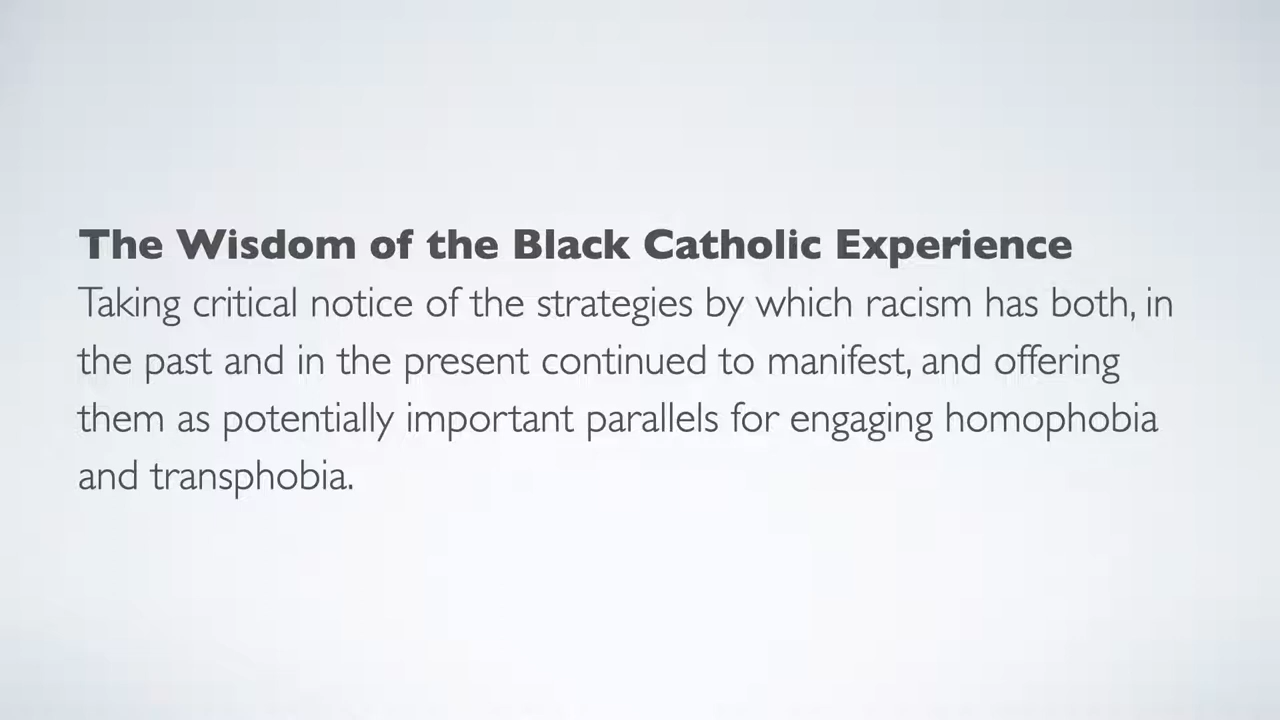 The Wisdom of the Black Catholic Experience
Taking critical notice of the strategies by which racism has both, in
the past and in the present continued to manifest, and offering
them as potentially important parallels for engaging homophobia
and transphobia.